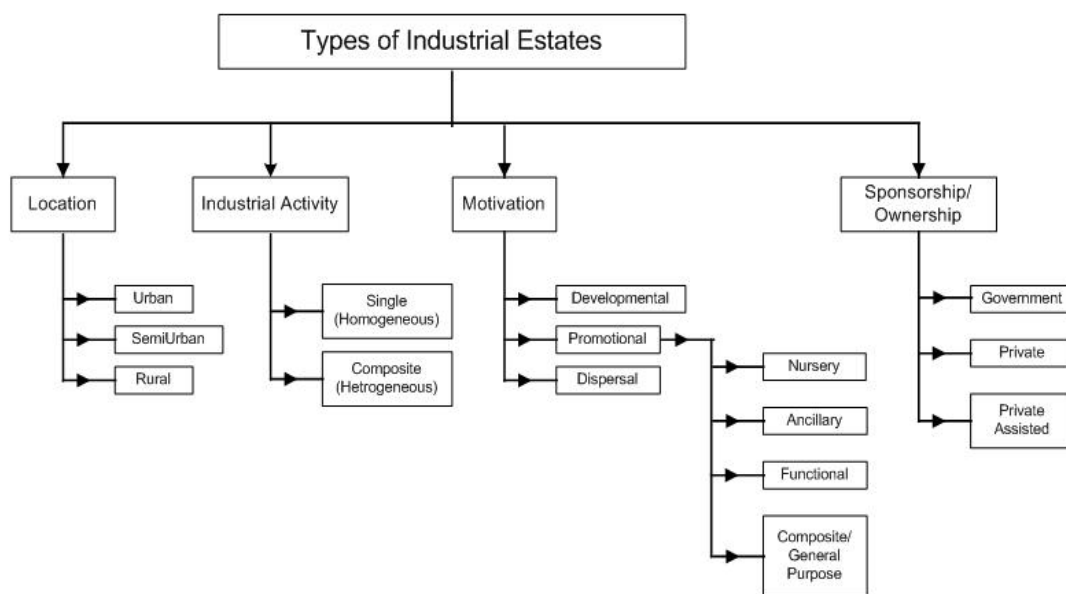 Types of Industrial Estates
Location
Industrial Activity
Motivation
Sponsorship/
Ownership
Urban
SemiUrban
Rural
Single
(Homogeneous)
Composite
(Hetrogeneous)
Developmental
Promotional
Dispersal
Nursery
Ancillary
Functional
Composite/
General
Purpose
Government
Private
Private
Assisted